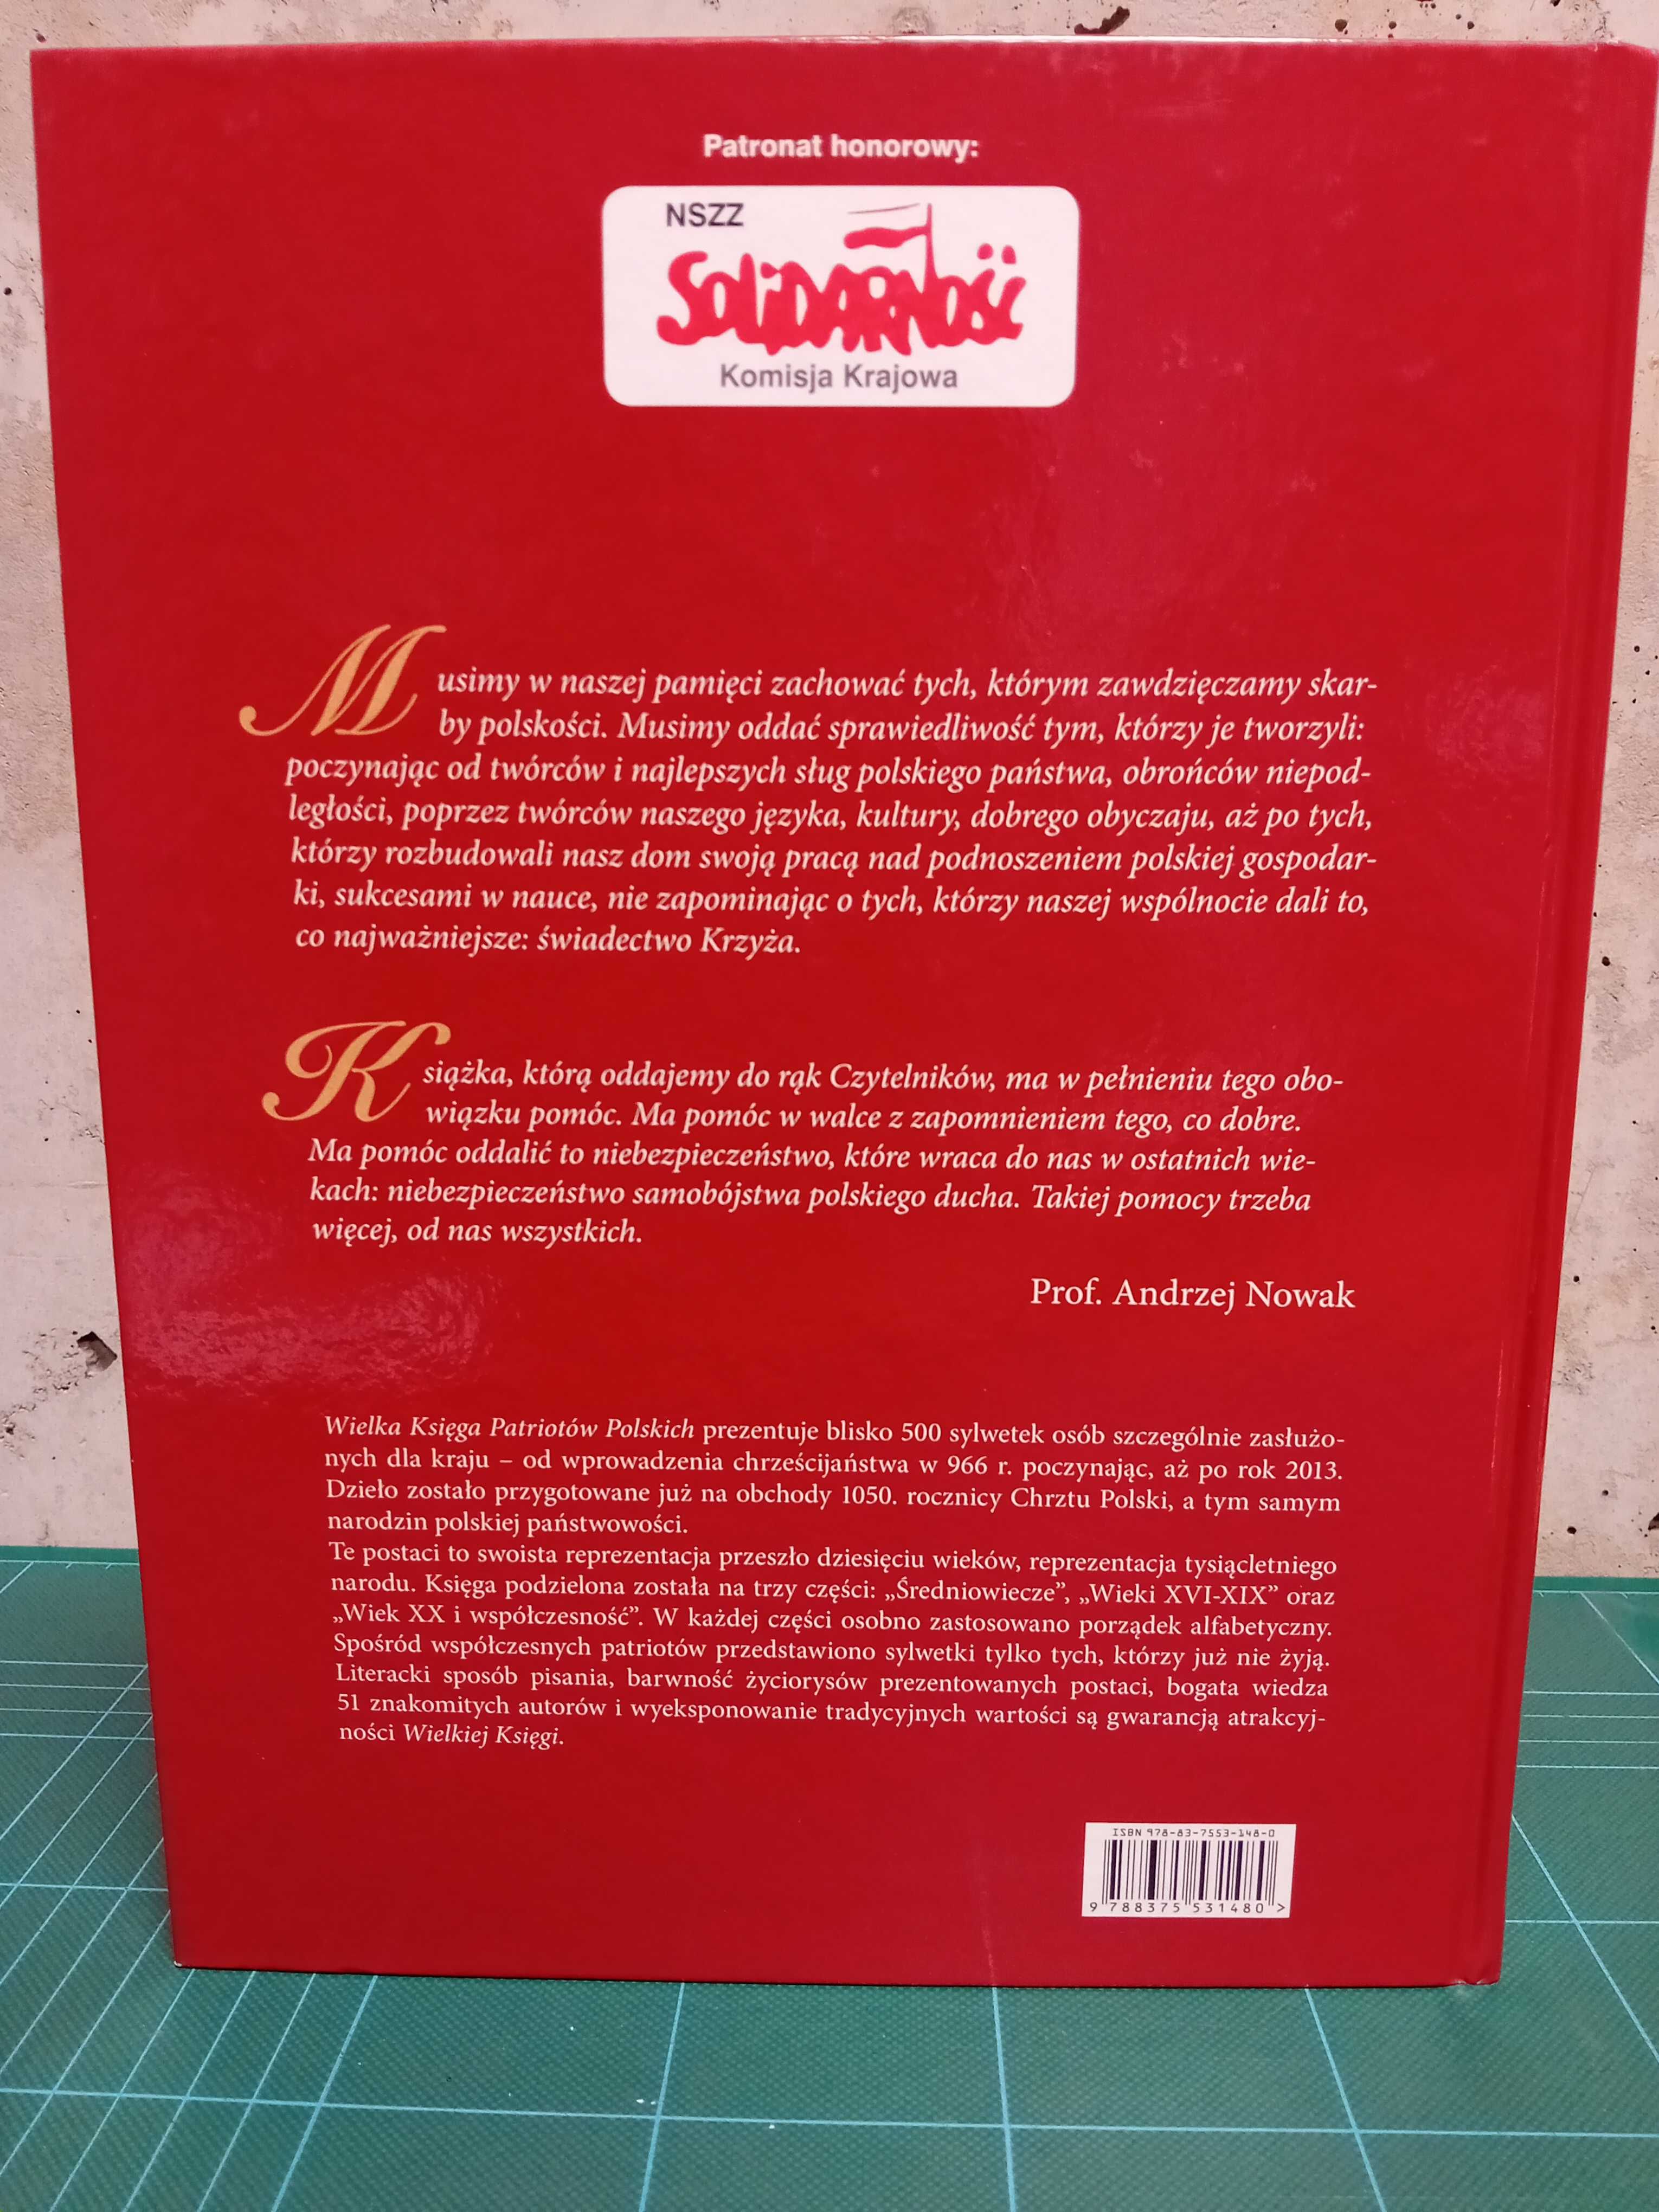 Patronat honorowy:
NSZZ
SOLIDARNOŚĆ
Komisja Krajowa
Musimy w naszej pamięci zachować tych, którym zawdzięczamy skar-
by polskości. Musimy oddać sprawiedliwość tym, którzy je tworzyli:
poczynając od twórców i najlepszych sług polskiego państwa, obrońców niepod-
ległości, poprzez twórców naszego języka, kultury, dobrego obyczaju, aż po tych,
którzy rozbudowali nasz dom swoją pracą nad podnoszeniem polskiej gospodar-
ki, sukcesami w nauce, nie zapominając o tych, którzy naszej wspólnocie dali to,
co najważniejsze: świadectwo Krzyża.
Książka, którą oddajemy do rąk Czytelników, ma w pełnieniu tego obo-
wiązku pomóc. Ma pomóc w walce z zapomnieniem tego, co dobre.
Ma pomóc oddalić to niebezpieczeństwo, które wraca do nas w ostatnich wie-
kach: niebezpieczeństwo samobójstwa polskiego ducha. Takiej pomocy trzeba
więcej, od nas wszystkich.
Prof. Andrzej Nowak
Wielka Księga Patriotów Polskich prezentuje blisko 500 sylwetek osób szczególnie zasłużo-
nych dla kraju – od wprowadzenia chrześcijaństwa w 966 r. poczynając, aż po rok 2013.
Dzieło zostało przygotowane już na obchody 1050. rocznicy Chrztu Polski, a tym samym
narodzin polskiej państwowości.
Te postaci to swoista reprezentacja przeszło dziesięciu wieków, reprezentacja tysiącletniego
narodu. Księga podzielona została na trzy części: „Średniowiecze”, „Wieki XVI-XIX” oraz
„Wiek XX i współczesność”. W każdej części osobno zastosowano porządek alfabetyczny.
Spośród współczesnych patriotów przedstawiono sylwetki tylko tych, którzy już nie żyją.
Literacki sposób pisania, barwność życiorysów prezentowanych postaci, bogata wiedza
51 znakomitych autorów i wyeksponowanie tradycyjnych wartości są gwarancją atrakcyj-
ności Wielkiej Księgi.
ISBN 978-83-7553-148-0
9 788375 531480 >